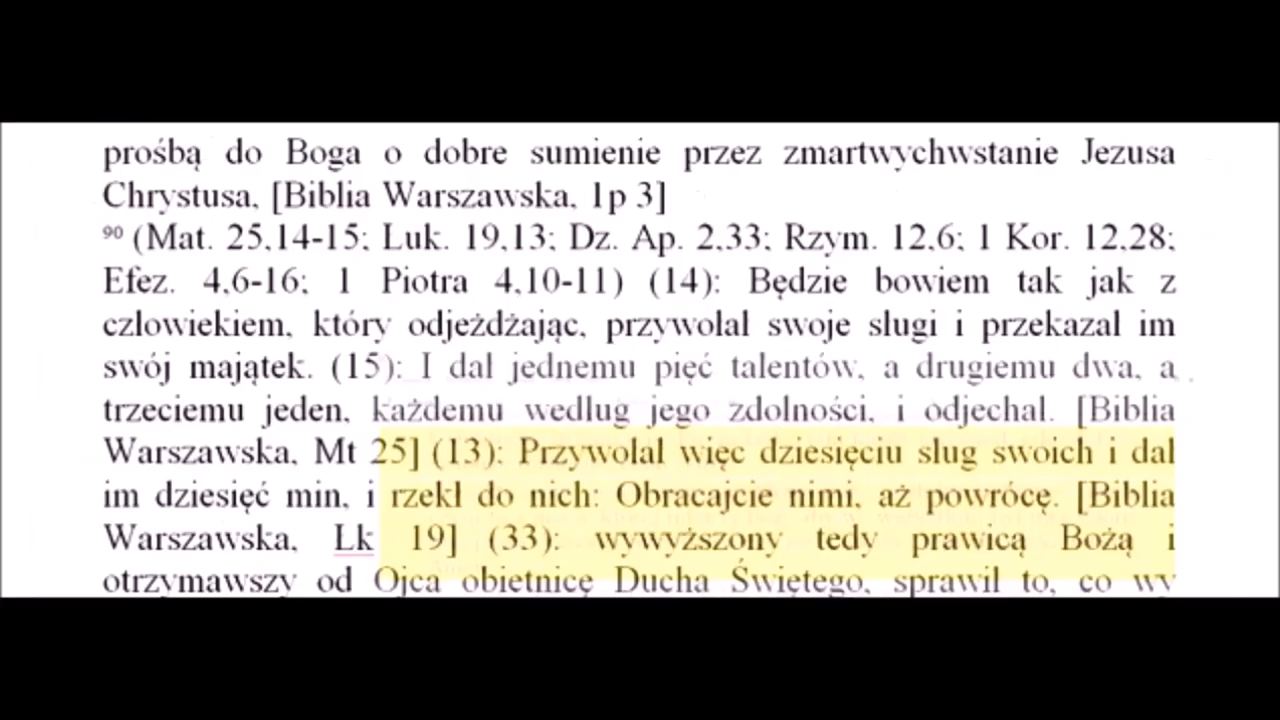 prośbą do Boga o dobre sumienie przez zmartwychwstanie Jezusa
Chrystusa, [Biblia Warszawska, 1p 3]
⁹⁰ (Mat. 25,14-15; Luk. 19,13; Dz. Ap. 2,33; Rzym. 12,6; 1 Kor. 12,28;
Efez. 4,6-16; 1 Piotra 4,10-11) (14): Będzie bowiem tak jak z
człowiekiem, który odjeżdżając, przywołał swoje sługi i przekazał im
swój majątek. (15): I dał jednemu pięć talentów, a drugiemu dwa, a
trzeciemu jeden, każdemu według jego zdolności, i odjechał. [Biblia
Warszawska, Mt 25] (13): Przywołał więc dziesięciu sług swoich i dał
im dziesięć min, i rzekł do nich: Obracajcie nimi, aż powrócę. [Biblia
Warszawska, Lk 19] (33): wywyższony tedy prawicą Bożą i
otrzymawszy od Ojca obietnicę Ducha Świętego, sprawił to, co wy